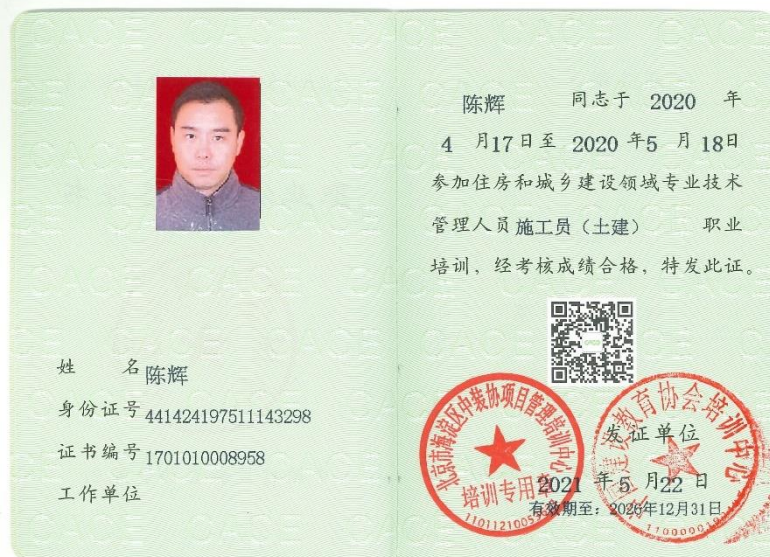 陈辉 同志于 2020 年
4 月17日至 2020 年5 月 18日
参加住房和城乡建设领域专业技术
管理人员施工员（土建） 职业
培训，经考核成绩合格，特发此证。
姓 名 陈辉
身份证号 441424197511143298
证书编号 1701010008958
工作单位
北京市海淀区中装协项目管理培训中心
培训专用章
发证单位
2021 年 5 月 22 日
有效期至：2026年12月31日
CACE